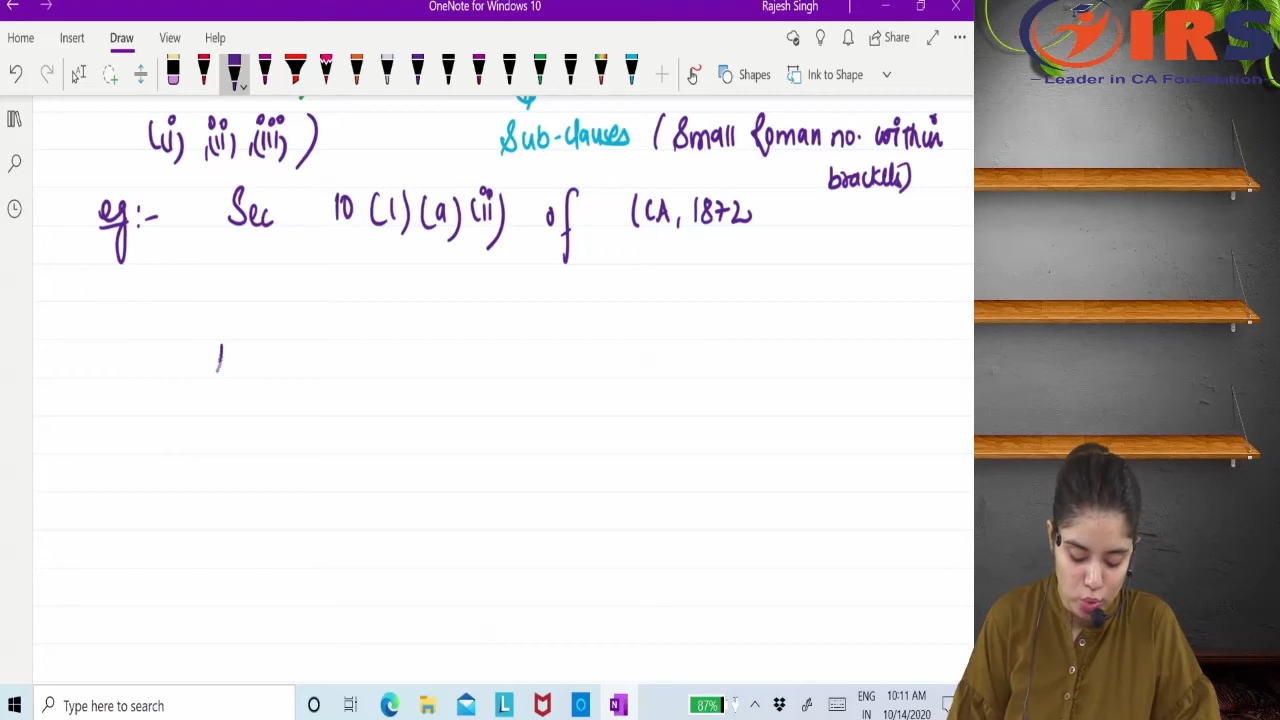 OneNote for Windows 10
Rajesh Singh
Home Insert Draw View Help
Share
Shapes
Ink to Shape
(i) ,(ii) ,(iii) )
Sub-clauses (Small Roman no. within
brackets)
eg:- Sec 10 (1) (a) (ii) of (CA, 1872
IRS
Leader in CA Foundation
Type here to search
87%
ENG
IN
10:11 AM
10/14/2020